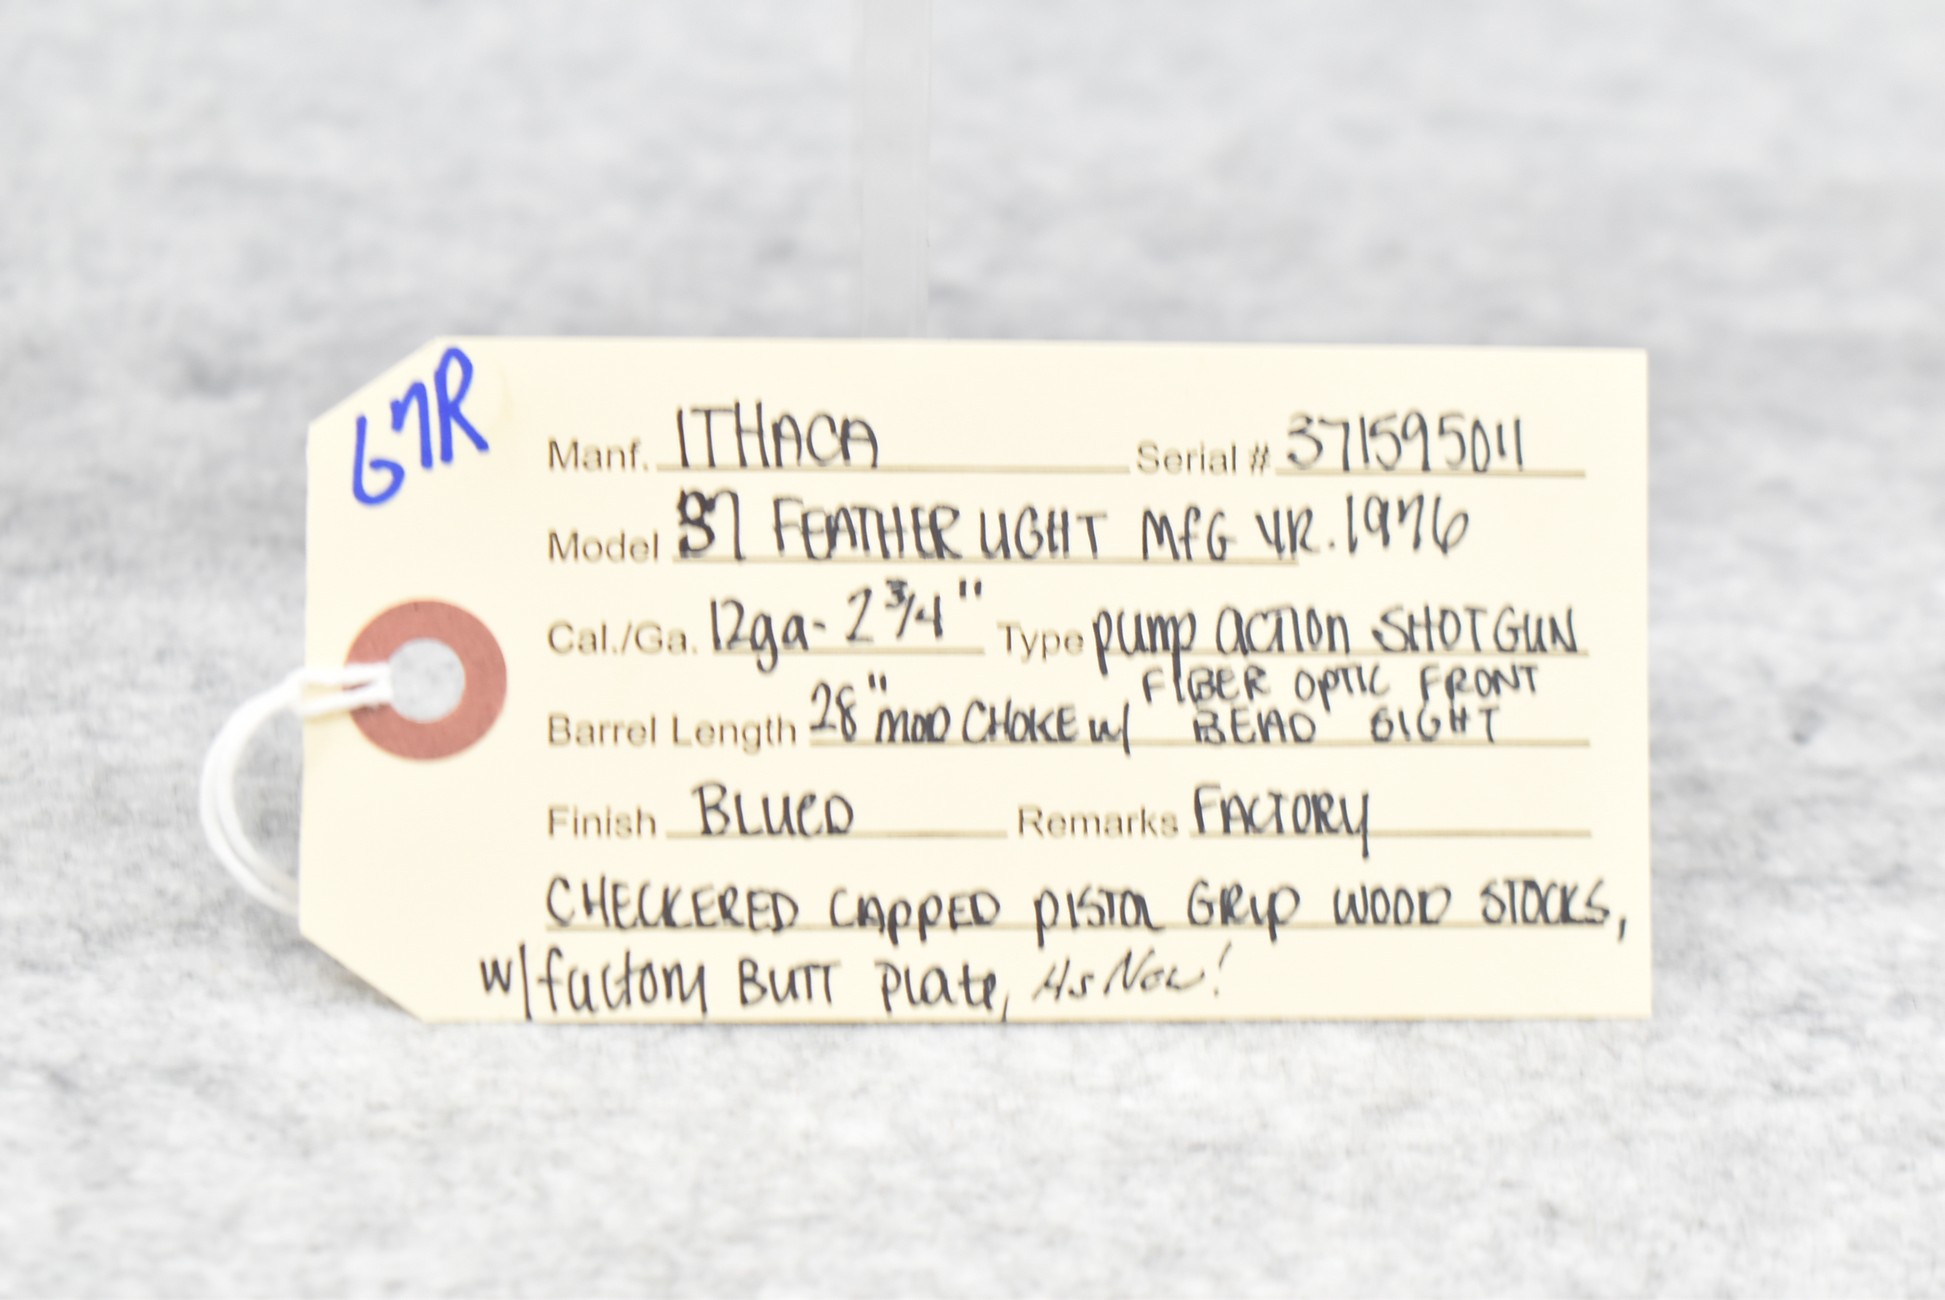 67R
Manf. ITHACA Serial # 371595011
Model 37 FEATHERLIGHT MFG YR. 1976
Cal./Ga. 12ga- 2 3/4" Type pump action SHOTGUN
FIBER OPTIC FRONT
Barrel Length 28" MOD CHOKE w/ BEAD SIGHT
Finish BLUED Remarks FACTORY
CHECKERED CAPPED PISTOL GRIP WOOD STOCKS,
w/factory BUTT Plate, As New!